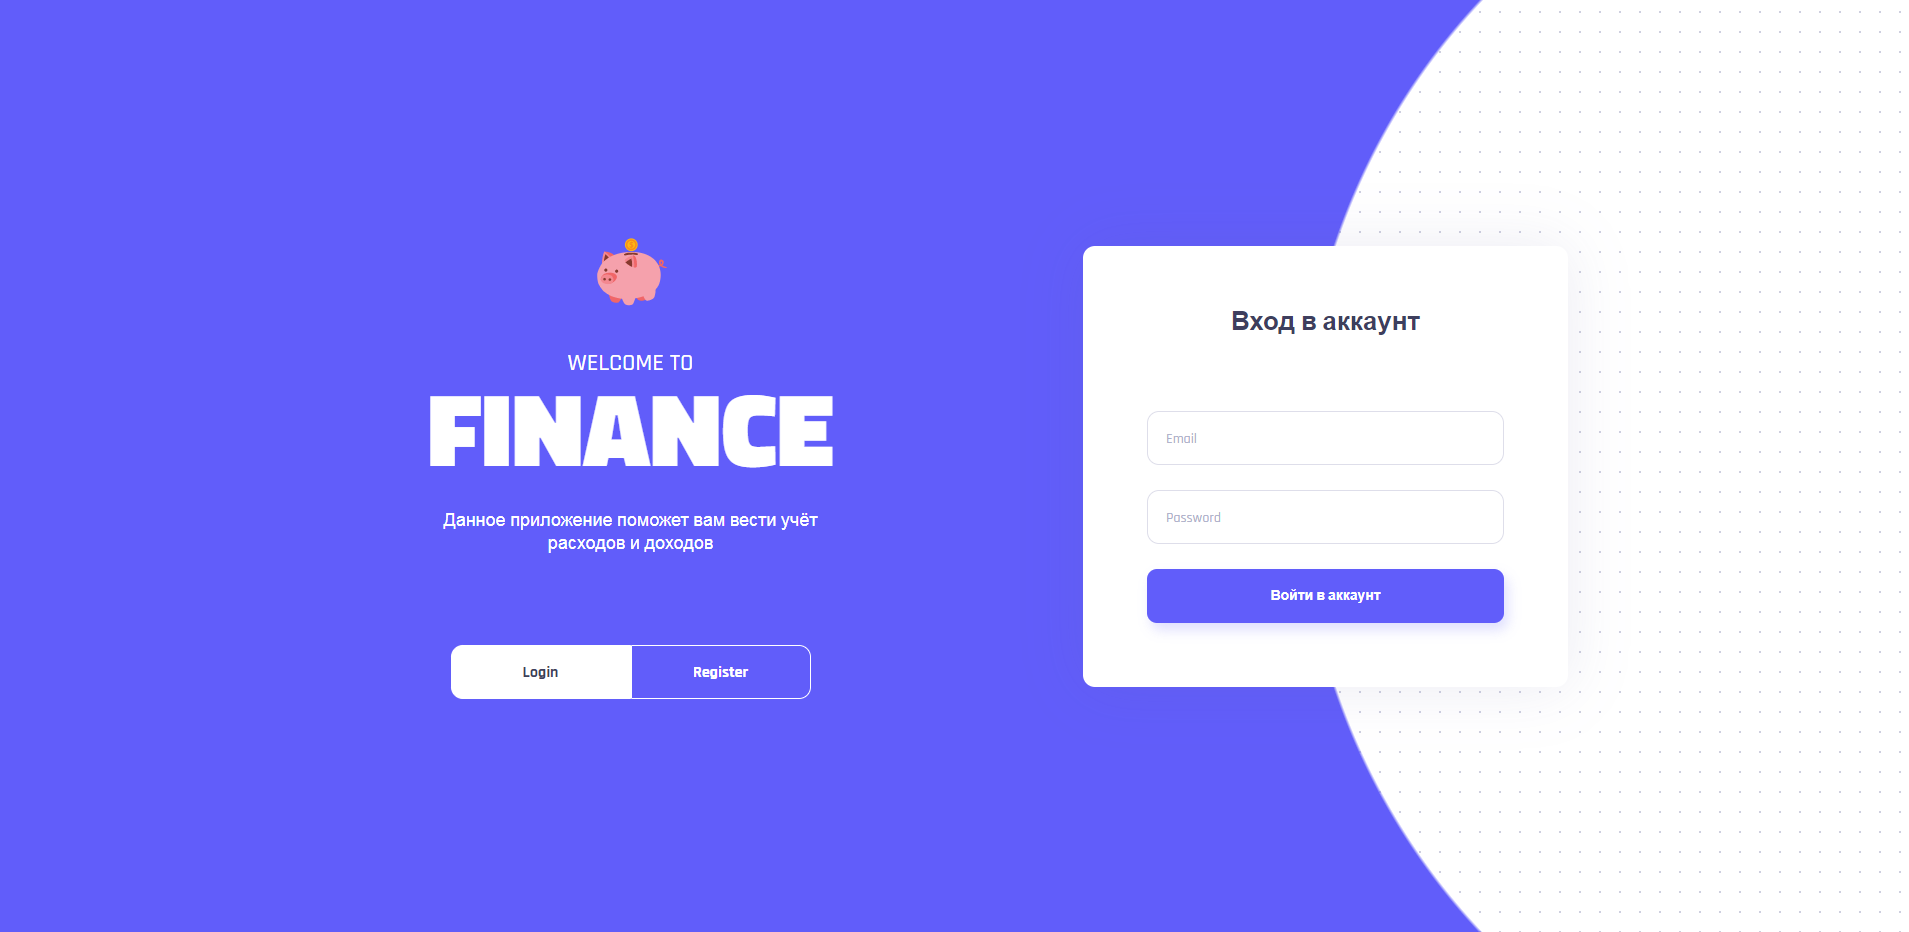 WELCOME TO
FINANCE
Данное приложение поможет вам вести учёт
расходов и доходов
Login
Register
Вход в аккаунт
Email
Password
Войти в аккаунт